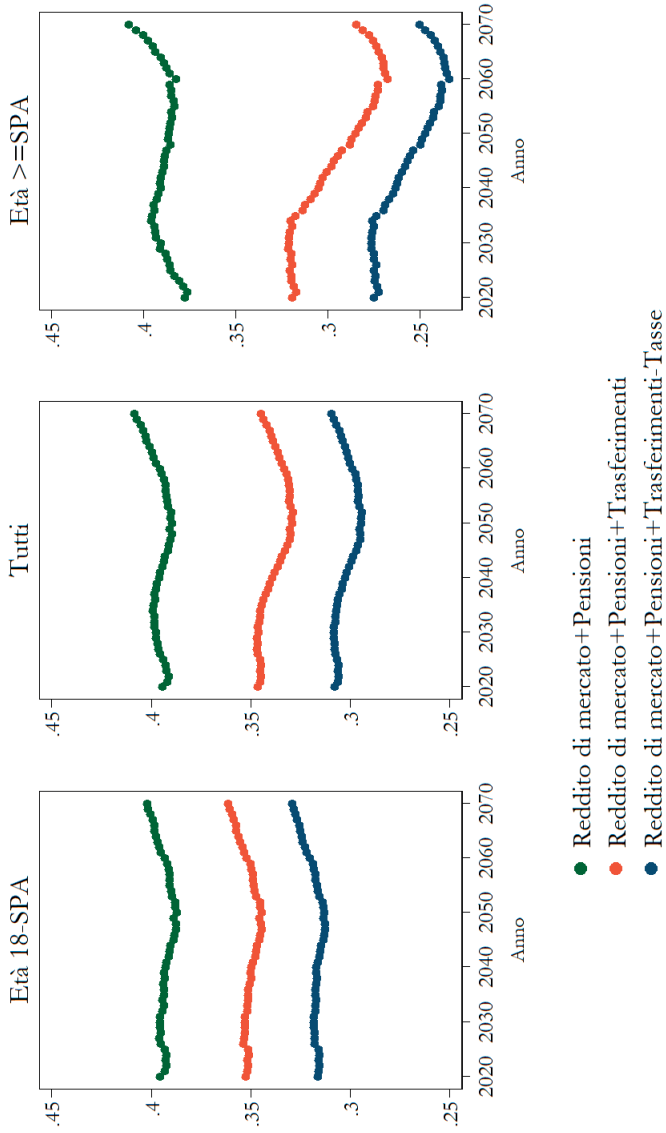 Età 18-SPA
Tutti
Età >=SPA
.45
.4
.35
.3
2020 2030 2040 2050 2060 2070
Anno
.45
.4
.35
.3
.25
2020 2030 2040 2050 2060 2070
Anno
.45
.4
.35
.3
.25
2020 2030 2040 2050 2060 2070
Anno
Reddito di mercato+Pensioni
Reddito di mercato+Pensioni+Trasferimenti
Reddito di mercato+Pensioni+Trasferimenti-Tasse